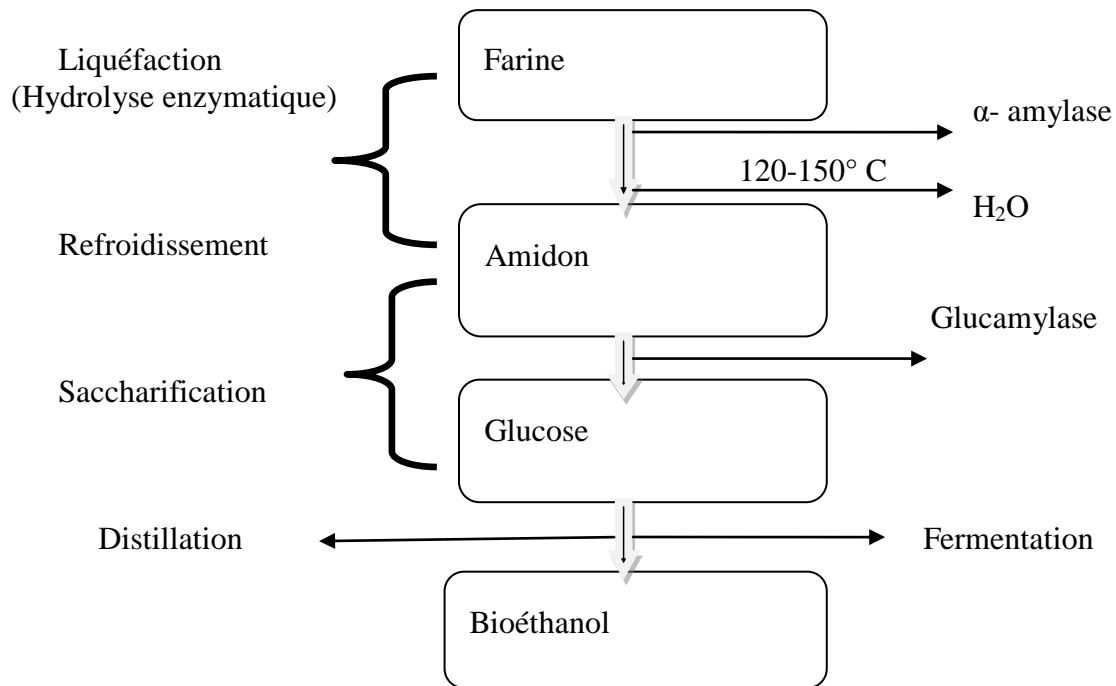 Liquéfaction
(Hydrolyse enzymatique)
Farine
α- amylase
120-150° C
H₂O
Refroidissement
Amidon
Glucamylase
Saccharification
Glucose
Distillation
Fermentation
Bioéthanol